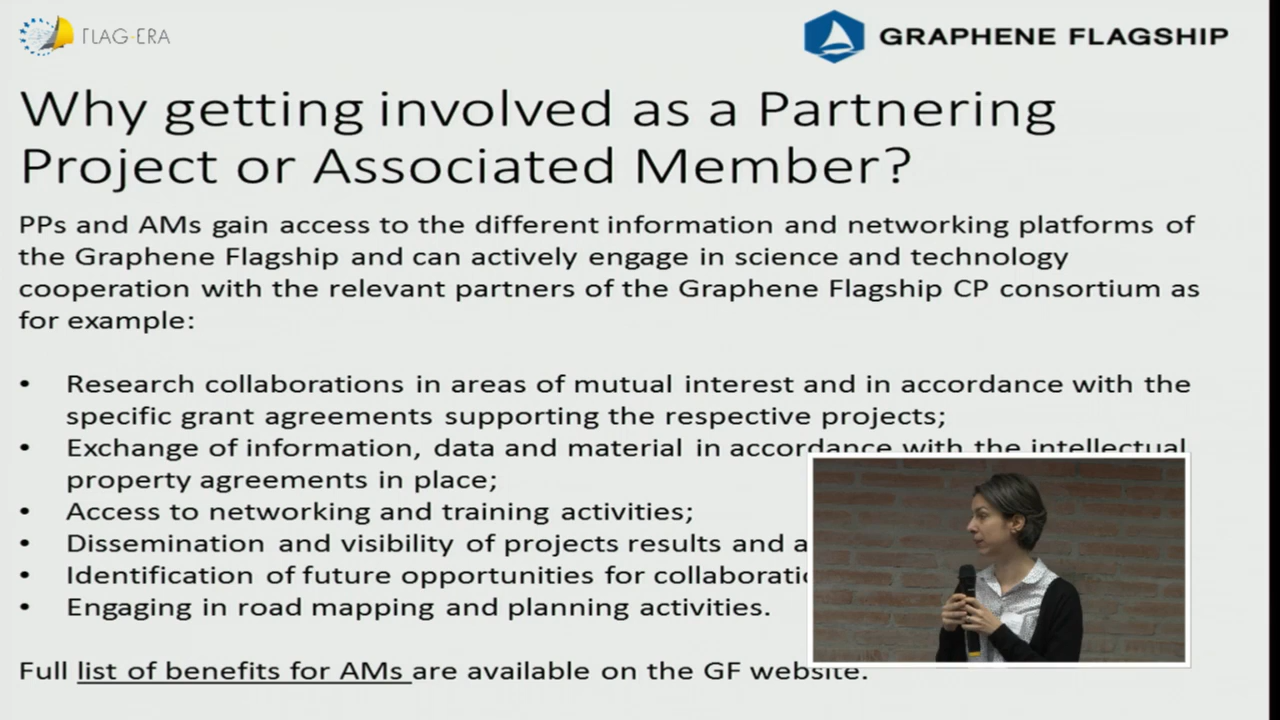 FLAG-ERA
GRAPHENE FLAGSHIP
Why getting involved as a Partnering
Project or Associated Member?
PPs and AMs gain access to the different information and networking platforms of
the Graphene Flagship and can actively engage in science and technology
cooperation with the relevant partners of the Graphene Flagship CP consortium as
for example:
• Research collaborations in areas of mutual interest and in accordance with the
specific grant agreements supporting the respective projects;
• Exchange of information, data and material in accordance with the intellectual
property agreements in place;
• Access to networking and training activities;
• Dissemination and visibility of projects results and
• Identification of future opportunities for
• Engaging in road mapping and planning activities.
Full list of benefits for AMs are available on the GF website.